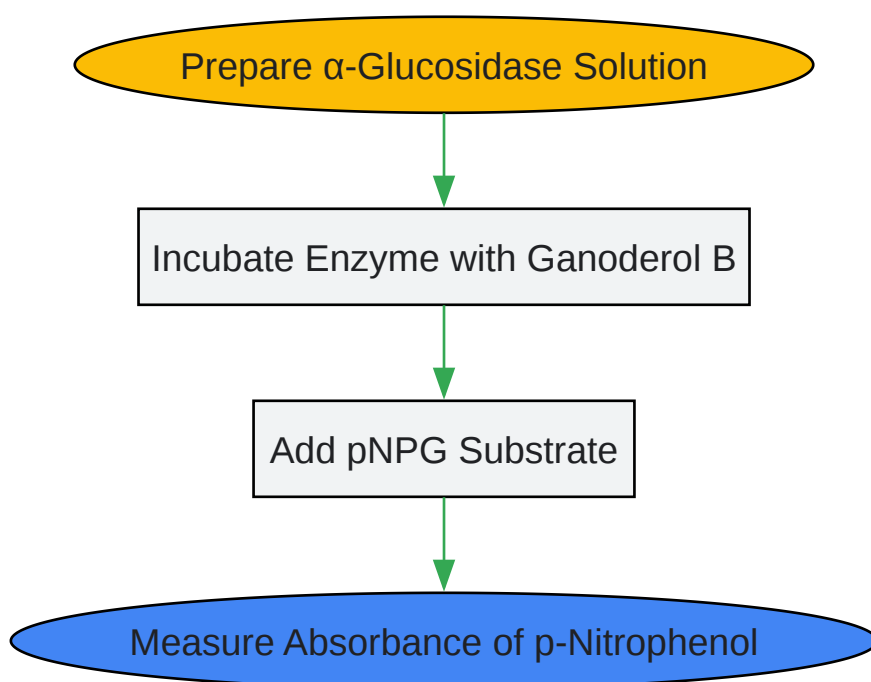 Prepare α-Glucosidase Solution
Incubate Enzyme with Ganoderol B
Add pNPG Substrate
Measure Absorbance of p-Nitrophenol